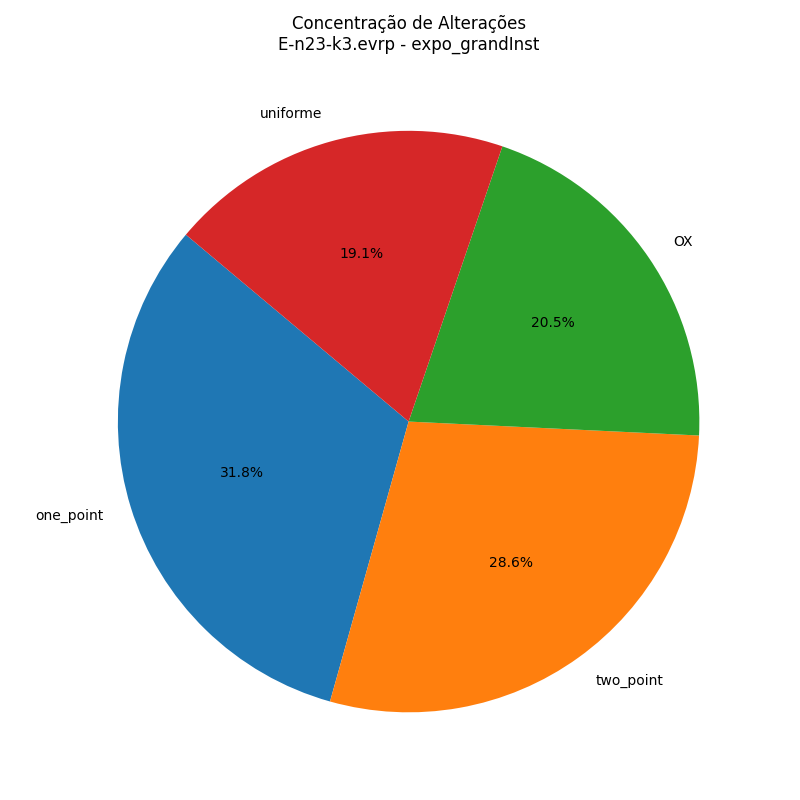 Concentração de Alterações
E-n23-k3.evrp - expo_grandInst
uniforme
OX
19.1%
20.5%
31.8%
one_point
28.6%
two_point